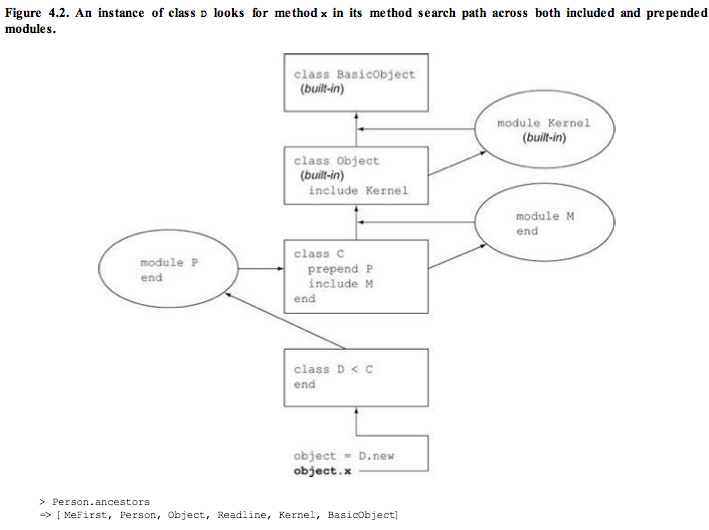 Figure 4.2. An instance of class D looks for method x in its method search path across both included and prepended
modules.
class BasicObject
(built-in)
module Kernel
(built-in)
class Object
(built-in)
include Kernel
module M
end
class C
prepend P
include M
end
module P
end
class D < C
end
object = D.new
object.x
> Person.ancestors
=> [ MeFirst, Person, Object, Readline, Kernel, BasicObject]